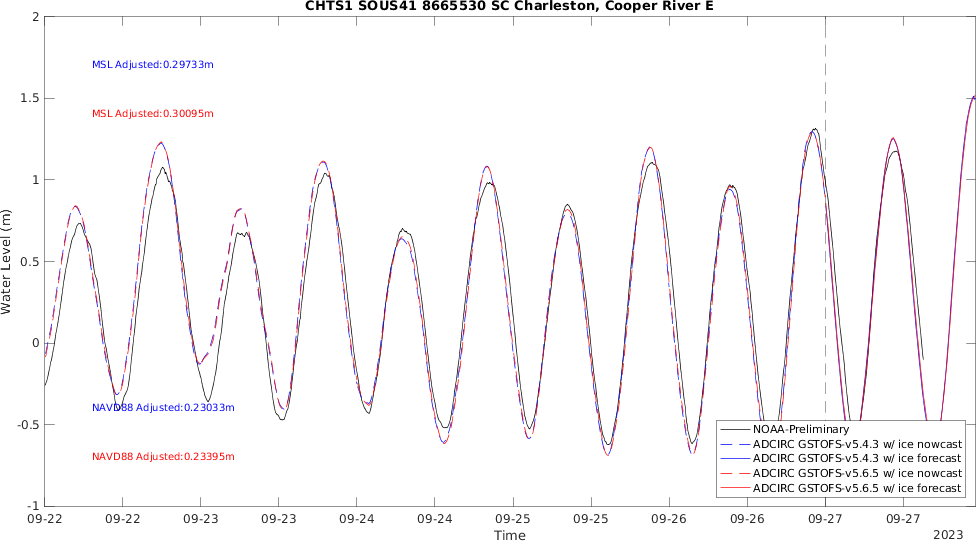 CHTS1 SOUS41 8665530 SC Charleston, Cooper River E
2
1.5
1
0.5
0
-0.5
-1
Water Level (m)
MSL Adjusted:0.29733m
MSL Adjusted:0.30095m
NAVD88 Adjusted:0.23033m
NAVD88 Adjusted:0.23395m
NOAA-Preliminary
ADCIRC GSTOFS-v5.4.3 w/ ice nowcast
ADCIRC GSTOFS-v5.4.3 w/ ice forecast
ADCIRC GSTOFS-v5.6.5 w/ ice nowcast
ADCIRC GSTOFS-v5.6.5 w/ ice forecast
09-22 09-22 09-23 09-23 09-24 09-24 09-25 09-25 09-26 09-26 09-27 09-27
Time
2023